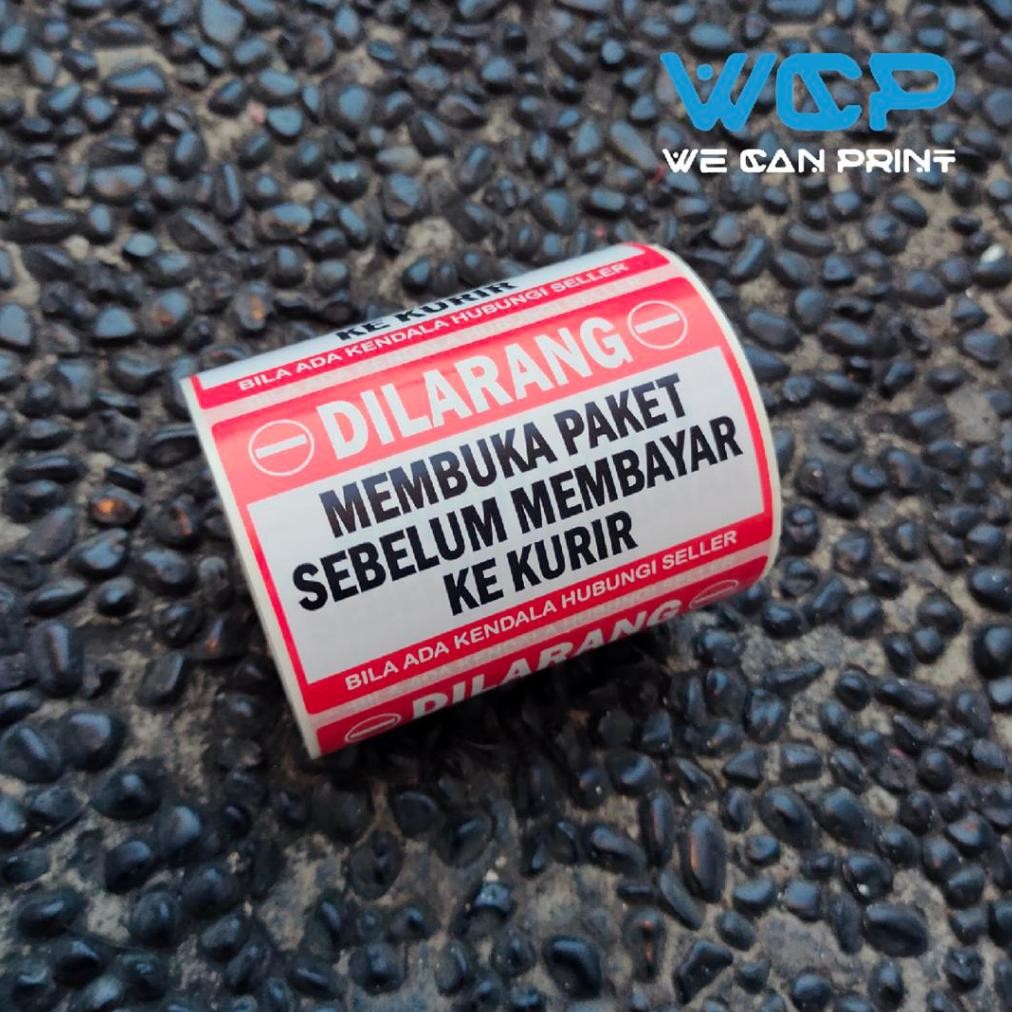 WCP
WE CAN PRINT
KE KURIR
BILA ADA KENDALA HUBUNGI SELLER
DILARANG
MEMBUKA PAKET
SEBELUM MEMBAYAR
KE KURIR
BILA ADA KENDALA HUBUNGI SELLER
DILARANG